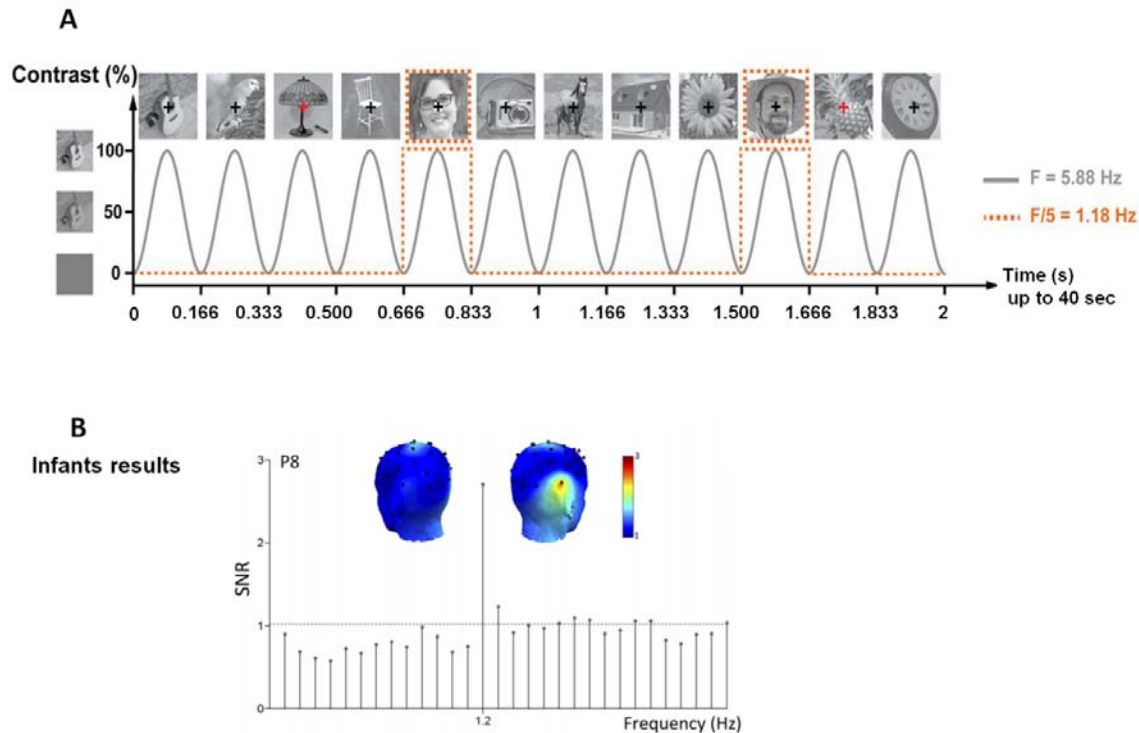 A
Contrast (%)
100
50
0
F = 5.88 Hz
F/5 = 1.18 Hz
0 0.166 0.333 0.500 0.666 0.833 1 1.166 1.333 1.500 1.666 1.833 2
Time (s)
up to 40 sec
B
Infants results
P8
3
2
1
0
SNR
3
1
1.2
Frequency (Hz)